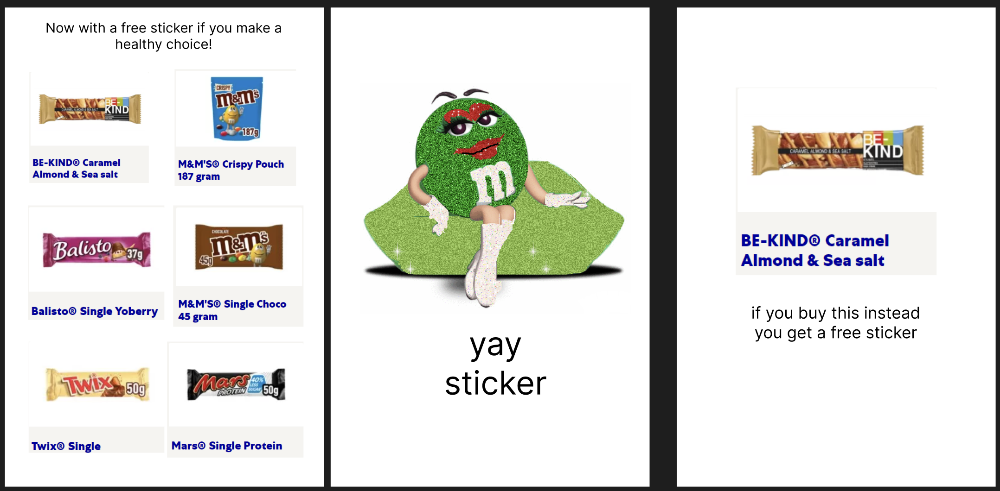 Now with a free sticker if you make a
healthy choice!
CARAMEL ALMOND & SEA SALT
BE-
KIND
BE-KIND® Caramel
Almond & Sea salt
CRISPY
m&m's
187g
M&M'S® Crispy Pouch
187 gram
Balisto
37g
Balisto® Single Yoberry
CHOCOLATE
m&m's
45g
M&M'S® Single Choco
45 gram
TWIX
50g
Twix® Single
Mars
PROTEIN
40%
LESS
SUGAR
50g
Mars® Single Protein
m
yay
sticker
CARAMEL ALMOND & SEA SALT
BE-
KIND
BE-KIND® Caramel
Almond & Sea salt
if you buy this instead
you get a free sticker